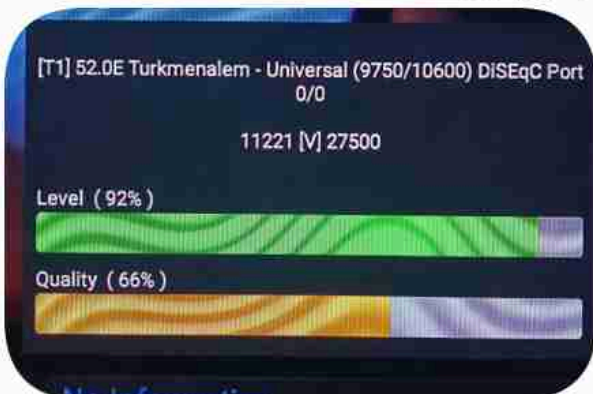 [T1] 52.0E Turkmenalem - Universal (9750/10600) DiSEqC Port
0/0
11221 [V] 27500
Level ( 92% )
Quality ( 66% )